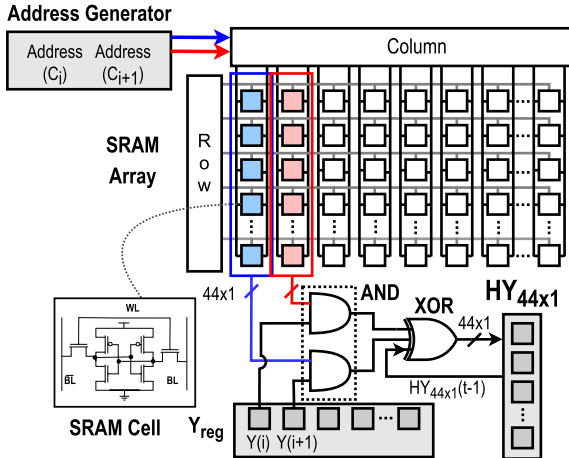 Address Generator
Address Address
(Ci) (Ci+1)
Column
SRAM
Array
Row
44x1
AND
XOR
HY44x1
44x1
HY44x1(t-1)
WL
BL
BL
SRAM Cell
Yreg
Y(i) Y(i+1)